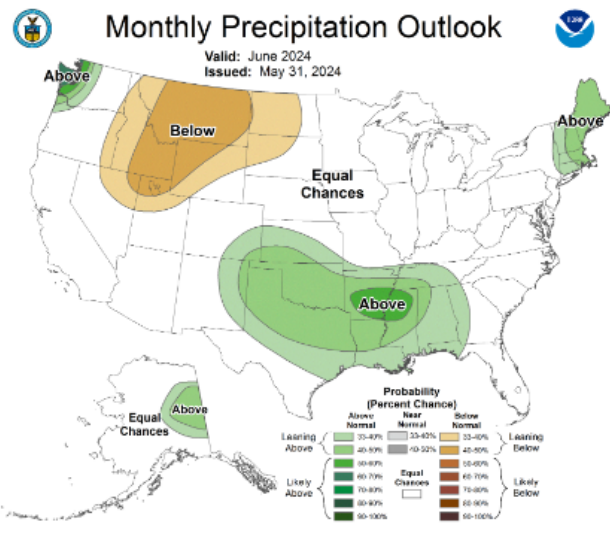 Monthly Precipitation Outlook
Valid: June 2024
Issued: May 31, 2024
Above
Below
Above
Equal
Chances
Above
Above
Equal
Chances
Probability
(Percent Chance)
Above
Normal
Near
Normal
Below
Normal
Leaning
Above
33-40%
40-50%
33-40%
40-50%
33-40%
40-50%
Leaning
Below
Likely
Above
50-60%
60-70%
70-80%
80-90%
90-100%
Equal
Chances
50-60%
60-70%
70-80%
80-90%
90-100%
Likely
Below